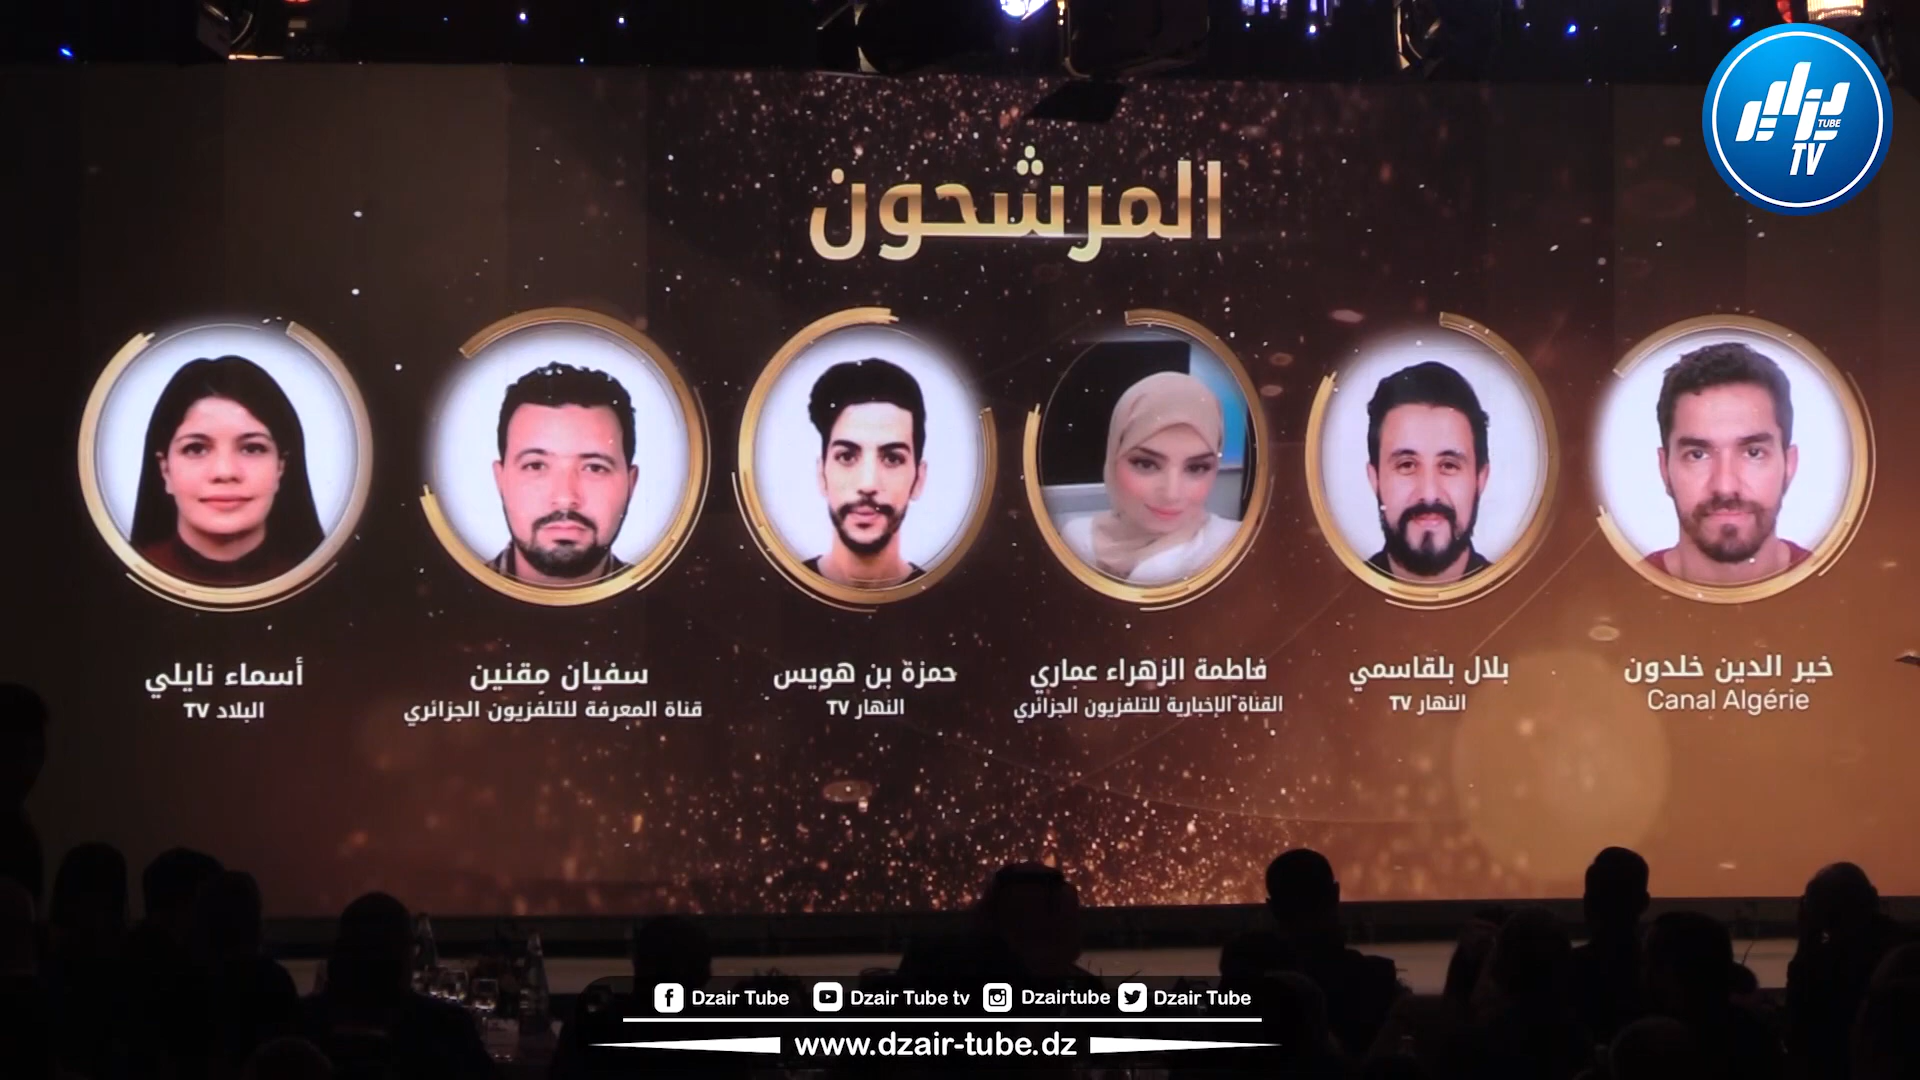 TUBE
TV
المرشحون
خير الدين خلدون
Canal Algérie
بلال بلقاسمي
النهار TV
فاطمة الزهراء عماري
القناة الإخبارية للتلفزيون الجزائري
حمزة بن هويس
النهار TV
سفيان مقنين
قناة المعرفة للتلفزيون الجزائري
أسماء نايلي
البلاد TV
Dzair Tube
Dzair Tube tv
Dzairtube
Dzair Tube
www.dzair-tube.dz